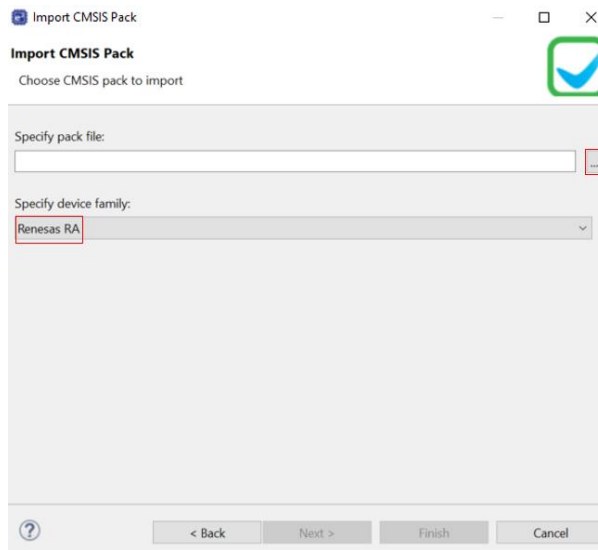 Import CMSIS Pack
Import CMSIS Pack
Choose CMSIS pack to import
Specify pack file:
...
Specify device family:
Renesas RA
?
< Back
Next >
Finish
Cancel